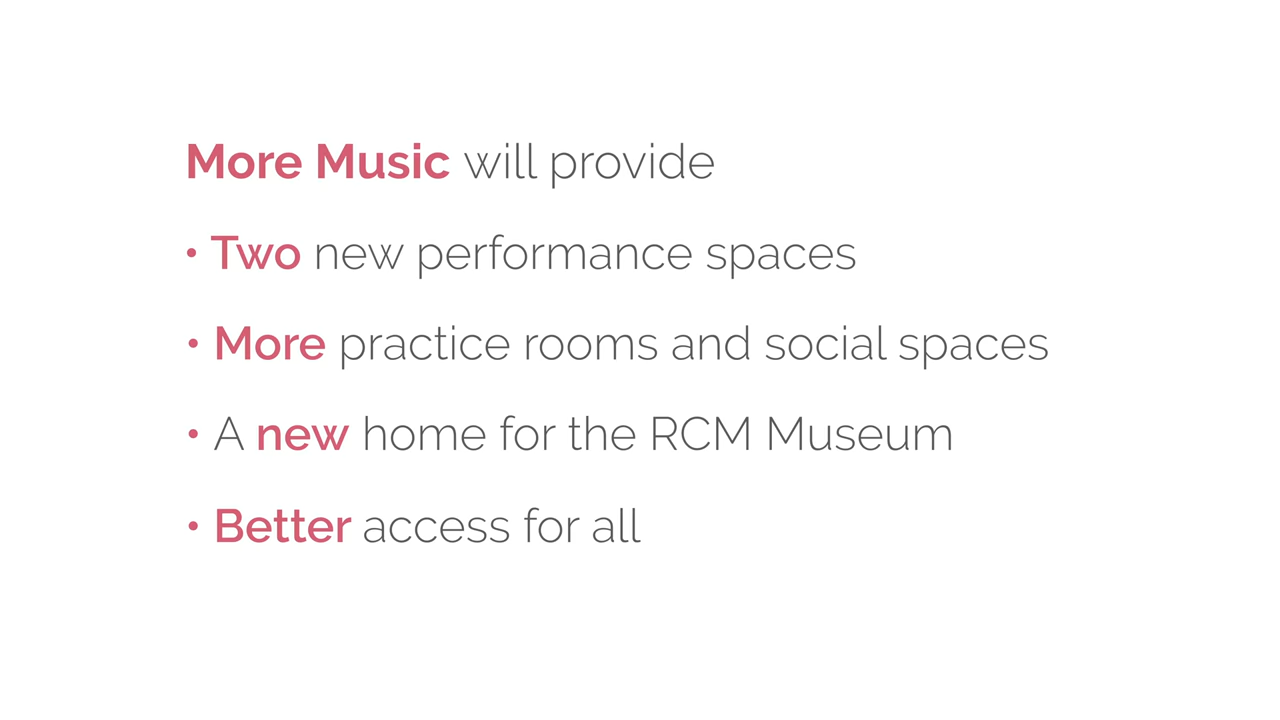 More Music will provide
• Two new performance spaces
• More practice rooms and social spaces
• A new home for the RCM Museum
• Better access for all